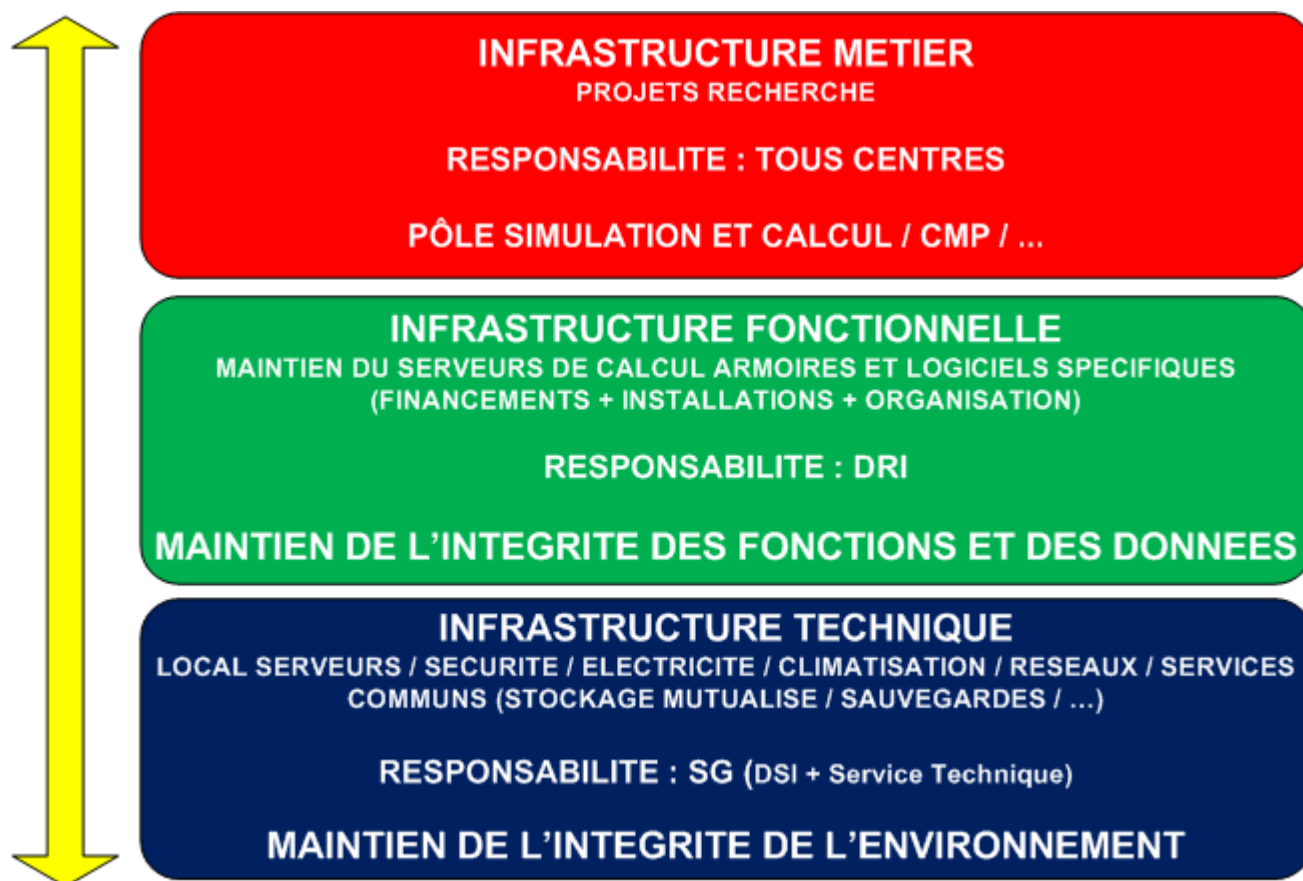 INFRASTRUCTURE METIER
PROJETS RECHERCHE
RESPONSABILITE : TOUS CENTRES
PÔLE SIMULATION ET CALCUL / CMP / ...
INFRASTRUCTURE FONCTIONNELLE
MAINTIEN DU SERVEURS DE CALCUL ARMOIRES ET LOGICIELS SPECIFIQUES
(FINANCEMENTS + INSTALLATIONS + ORGANISATION)
RESPONSABILITE : DRI
MAINTIEN DE L’INTEGRITE DES FONCTIONS ET DES DONNEES
INFRASTRUCTURE TECHNIQUE
LOCAL SERVEURS / SECURITE / ELECTRICITE / CLIMATISATION / RESEAUX / SERVICES
COMMUNS (STOCKAGE MUTUALISE / SAUVEGARDES / …)
RESPONSABILITE : SG (DSI + Service Technique)
MAINTIEN DE L’INTEGRITE DE L’ENVIRONNEMENT